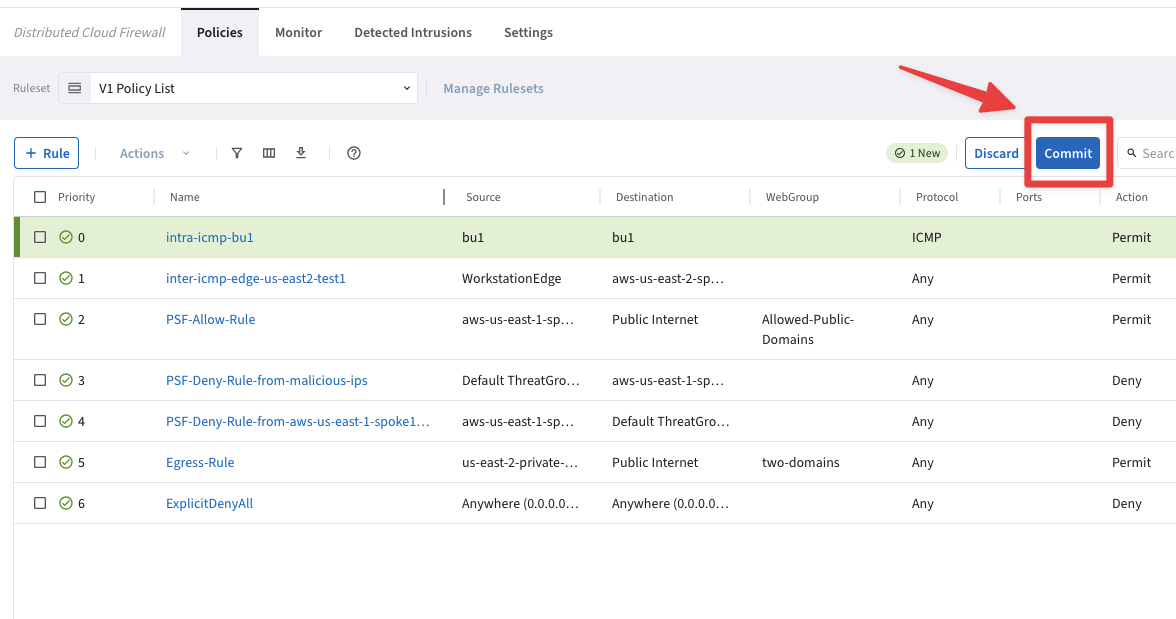 Distributed Cloud Firewall Policies Monitor Detected Intrusions Settings
Ruleset V1 Policy List Manage Rulesets
+ Rule Actions 1 New Discard Commit Searc
Priority Name Source Destination WebGroup Protocol Ports Action
0 intra-icmp-bu1 bu1 bu1 ICMP Permit
1 inter-icmp-edge-us-east2-test1 WorkstationEdge aws-us-east-2-sp… Any Permit
2 PSF-Allow-Rule aws-us-east-1-sp… Public Internet Allowed-Public- Any Permit
Domains
3 PSF-Deny-Rule-from-malicious-ips Default ThreatGro… aws-us-east-1-sp… Any Deny
4 PSF-Deny-Rule-from-aws-us-east-1-spoke1… aws-us-east-1-sp… Default ThreatGro… Any Deny
5 Egress-Rule us-east-2-private-… Public Internet two-domains Any Permit
6 ExplicitDenyAll Anywhere (0.0.0.0… Anywhere (0.0.0.0… Any Deny